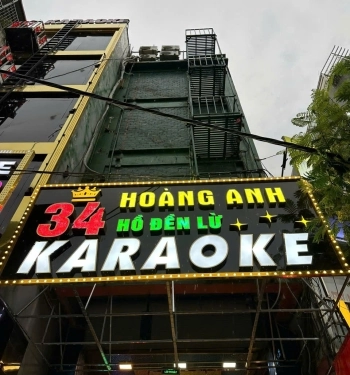 HOÀNG ANH
34 HỒ ĐỀN LỪ
KARAOKE